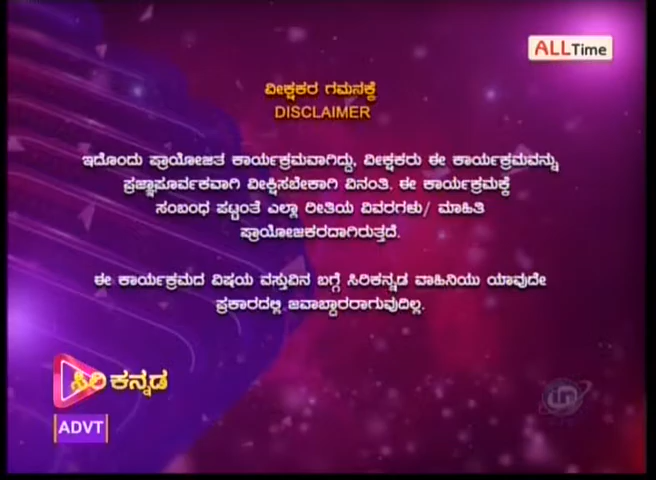 ALLTime
ವೀಕ್ಷಕರ ಗಮನಕ್ಕೆ
DISCLAIMER
ಇದೊಂದು ಪ್ರಾಯೋಜಿತ ಕಾರ್ಯಕ್ರಮವಾಗಿದ್ದು, ವೀಕ್ಷಕರು ಈ ಕಾರ್ಯಕ್ರಮವನ್ನು
ಪ್ರಜ್ಞಾಪೂರ್ವಕವಾಗಿ ವೀಕ್ಷಿಸಬೇಕಾಗಿ ವಿನಂತಿ. ಈ ಕಾರ್ಯಕ್ರಮಕ್ಕೆ
ಸಂಬಂಧ ಪಟ್ಟಂತೆ ಎಲ್ಲಾ ರೀತಿಯ ವಿವರಗಳು/ ಮಾಹಿತಿ
ಪ್ರಾಯೋಜಕರದಾಗಿರುತ್ತದೆ.
ಈ ಕಾರ್ಯಕ್ರಮದ ವಿಷಯ ವಸ್ತುವಿನ ಬಗ್ಗೆ ಸಿರಿಕನ್ನಡ ವಾಹಿನಿಯು ಯಾವುದೇ
ಪ್ರಕಾರದಲ್ಲಿ ಜವಾಬ್ದಾರರಾಗುವುದಿಲ್ಲ.
ಸಿರಿ ಕನ್ನಡ
ADVT
in